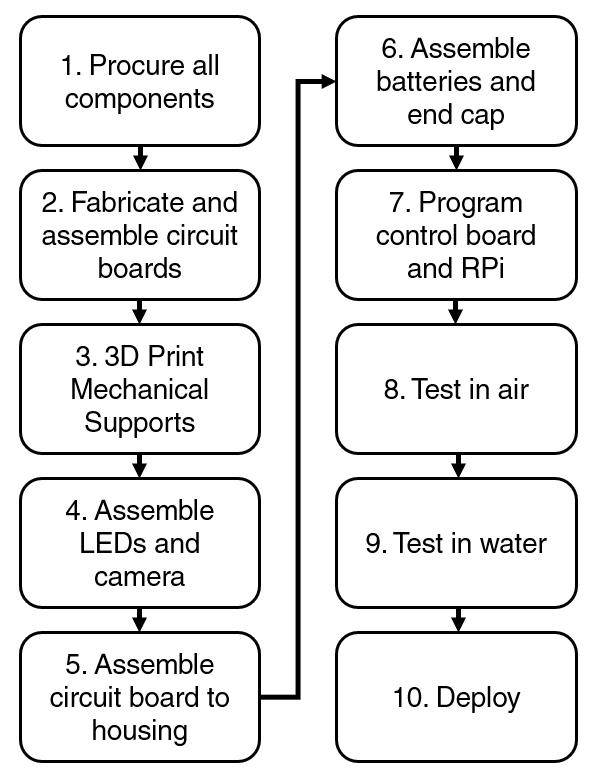 1. Procure all
components
2. Fabricate and
assemble circuit
boards
3. 3D Print
Mechanical
Supports
4. Assemble
LEDs and
camera
5. Assemble
circuit board to
housing
6. Assemble
batteries and
end cap
7. Program
control board
and RPi
8. Test in air
9. Test in water
10. Deploy